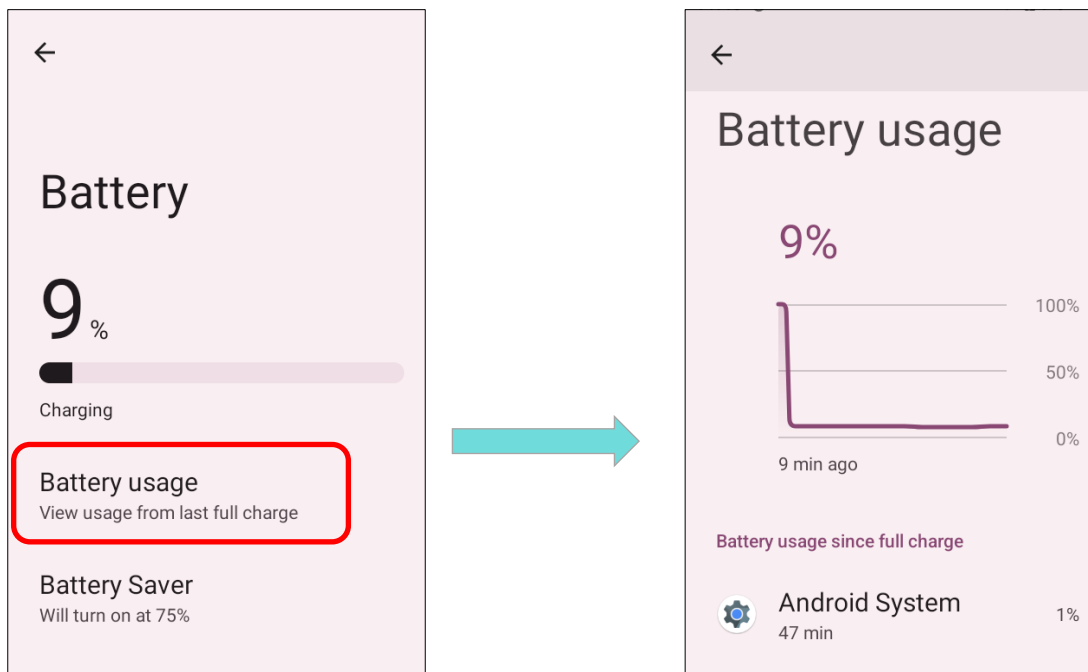 Battery
9 %
Charging
Battery usage
View usage from last full charge
Battery Saver
Will turn on at 75%
Battery usage
9%
100%
50%
0%
9 min ago
Battery usage since full charge
Android System
1%
47 min